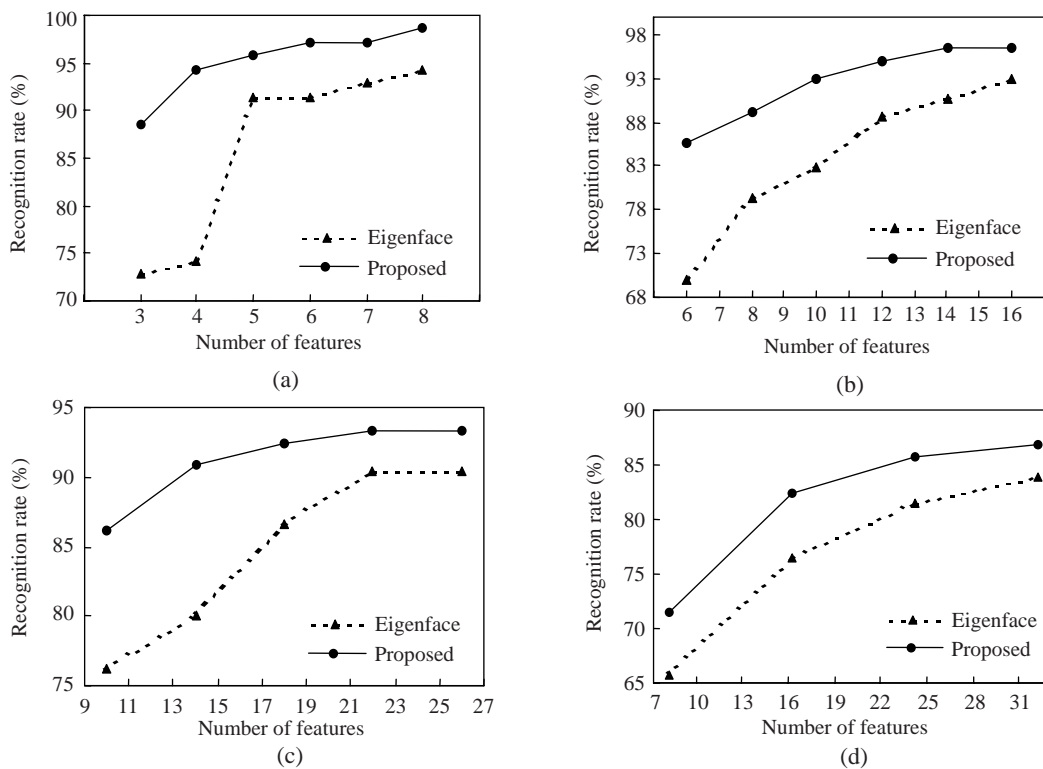 100
95
90
85
80
75
70
Recognition rate (%)
Eigenface
Proposed
3 4 5 6 7 8
Number of features
(a)
98
93
88
83
78
73
68
Recognition rate (%)
Eigenface
Proposed
6 7 8 9 10 11 12 13 14 15 16
Number of features
(b)
95
90
85
80
75
Recognition rate (%)
Eigenface
Proposed
9 11 13 15 17 19 21 23 25 27
Number of features
(c)
90
85
80
75
70
65
Recognition rate (%)
Eigenface
Proposed
7 10 13 16 19 22 25 28 31
Number of features
(d)